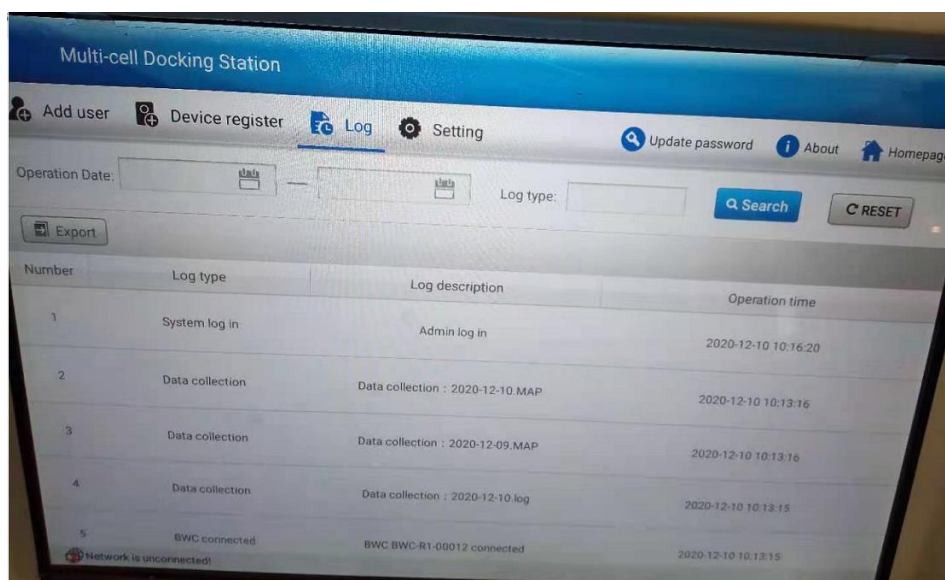 Multi-cell Docking Station
Add user Device register Log Setting Update password About Homepage
Operation Date: — Log type: Search RESET
Export
Number Log type Log description Operation time
1 System log in Admin log in 2020-12-10 10:16:20
2 Data collection Data collection : 2020-12-10.MAP 2020-12-10 10:13:16
3 Data collection Data collection : 2020-12-09.MAP 2020-12-10 10:13:16
4 Data collection Data collection : 2020-12-10.log 2020-12-10 10:13:15
5 BWC connected BWC BWC-R1-00012 connected 2020-12-10 10:13:15
Network is unconnected!